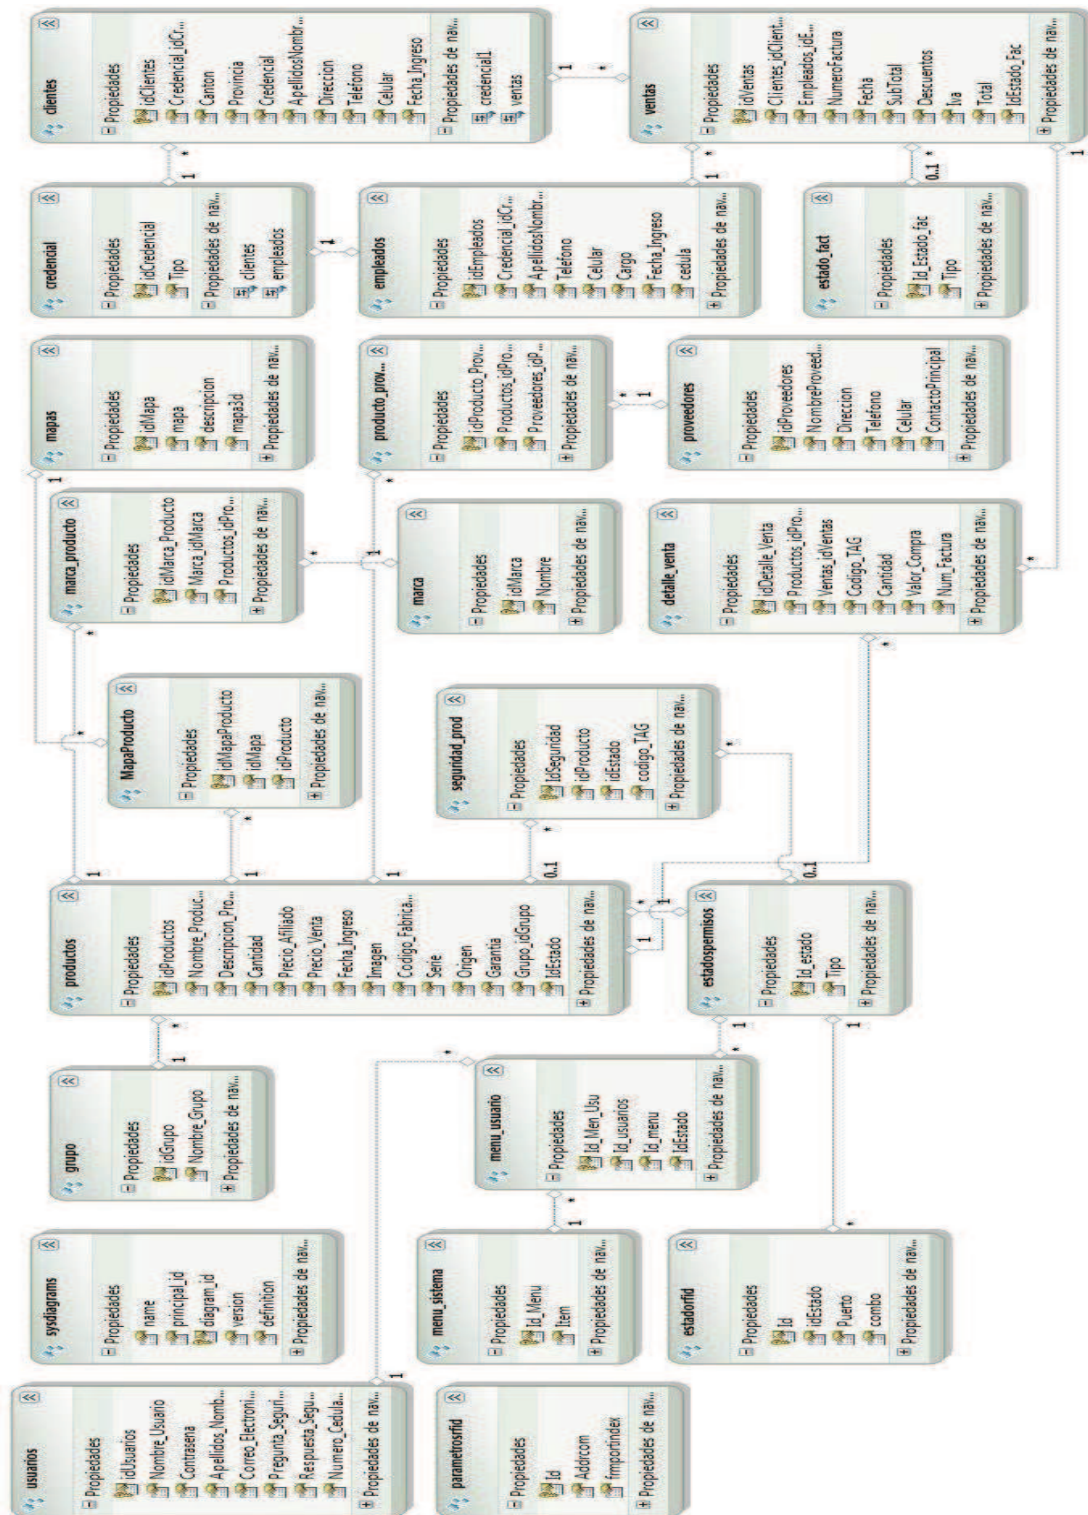 usuarios
Propiedades
idUsuarios
Nombre_Usuario
Contrasena
Apellidos_Nomb...
Correo_Electroni...
Pregunta_Seguri...
Respuesta_Segu...
Numero_Cedula...
Propiedades de nav...
sysdiagrams
Propiedades
name
principal_id
diagram_id
version
definition
Propiedades de nav...
grupo
Propiedades
idGrupo
Nombre_Grupo
Propiedades de nav...
productos
Propiedades
idProductos
Nombre_Produc...
Descripcion_Pro...
Cantidad
Precio_Afiliado
Precio_Venta
Fecha_Ingreso
Imagen
Codigo_Fabrica...
Serie
Origen
Garantia
Grupo_idGrupo
IdEstado
Propiedades de nav...
MapaProducto
Propiedades
idMapaProducto
idMapa
idProducto
Propiedades de nav...
marca_producto
Propiedades
idMarca_Producto
Marca_idMarca
Productos_idPro...
Propiedades de nav...
mapas
Propiedades
idMapa
mapa
descripcion
mapa3d
Propiedades de nav...
credencial
Propiedades
idCredencial
Tipo
Propiedades de nav...
clientes
empleados
clientes
Propiedades
idClientes
Credencial_idCr...
Canton
Provincia
Credencial
ApellidosNombr...
Direccion
Telefono
Celular
Fecha_Ingreso
Propiedades de nav...
credencial1
ventas
parametrosrfid
Propiedades
Id
Addrcom
frmportindex
Propiedades de nav...
menu_sistema
Propiedades
Id_Menu
Item
Propiedades de nav...
menu_usuario
Propiedades
Id_Men_Usu
Id_usuarios
Id_menu
IdEstado
Propiedades de nav...
seguridad_prod
Propiedades
IdSeguridad
idProducto
idEstado
codigo_TAG
Propiedades de nav...
marca
Propiedades
idMarca
Nombre
Propiedades de nav...
producto_prov...
Propiedades
idProducto_Prov...
Productos_idPro...
Proveedores_idP...
Propiedades de nav...
empleados
Propiedades
idEmpleados
Credencial_idCr...
ApellidosNombr...
Telefono
Celular
Cargo
Fecha_Ingreso
cedula
Propiedades de nav...
ventas
Propiedades
idVentas
Clientes_idClient...
Empleados_idE...
NumeroFactura
Fecha
SubTotal
Descuentos
Iva
Total
IdEstado_Fac
Propiedades de nav...
estadorfid
Propiedades
Id
idEstado
Puerto
combo
Propiedades de nav...
estadospermisos
Propiedades
Id_estado
Tipo
Propiedades de nav...
detalle_venta
Propiedades
idDetalle_Venta
Productos_idPro...
Ventas_idVentas
Codigo_TAG
Cantidad
Valor_Compra
Num_Factura
Propiedades de nav...
proveedores
Propiedades
idProveedores
NombreProveed...
Direccion
Telefono
Celular
ContactoPrincipal
Propiedades de nav...
estado_fact
Propiedades
Id_Estado_fac
Tipo
Propiedades de nav...